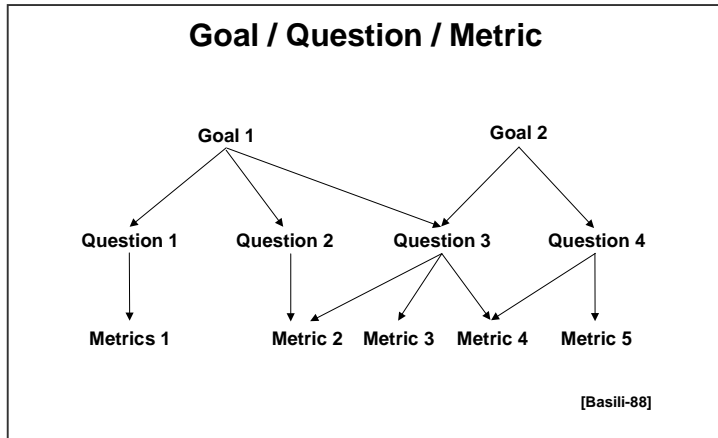 Goal / Question / Metric
Goal 1
Goal 2
Question 1
Question 2
Question 3
Question 4
Metrics 1
Metric 2
Metric 3
Metric 4
Metric 5
[Basili-88]